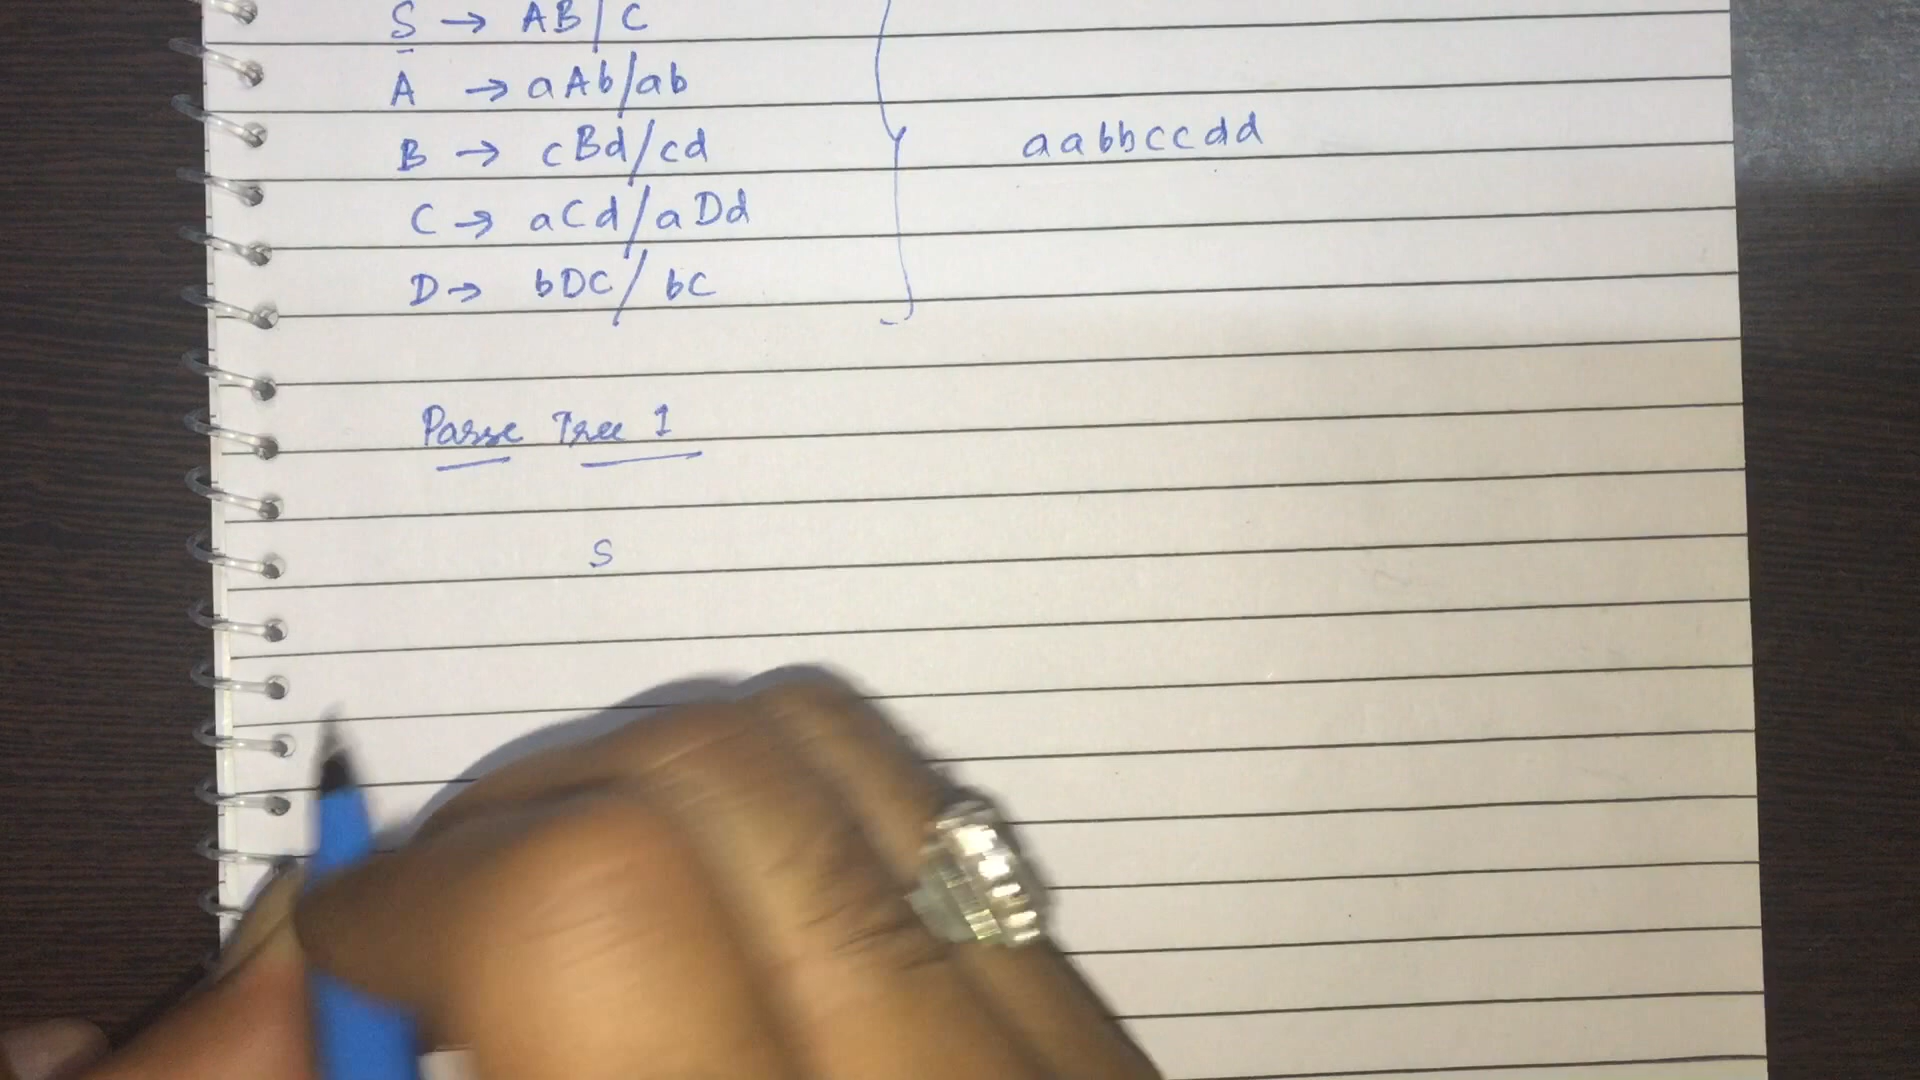 S → AB/C
A → aAb/ab
B → cBd/cd
aabbccdd
C → aCd/aDd
D → bDC/bC
Parse Tree 1
S